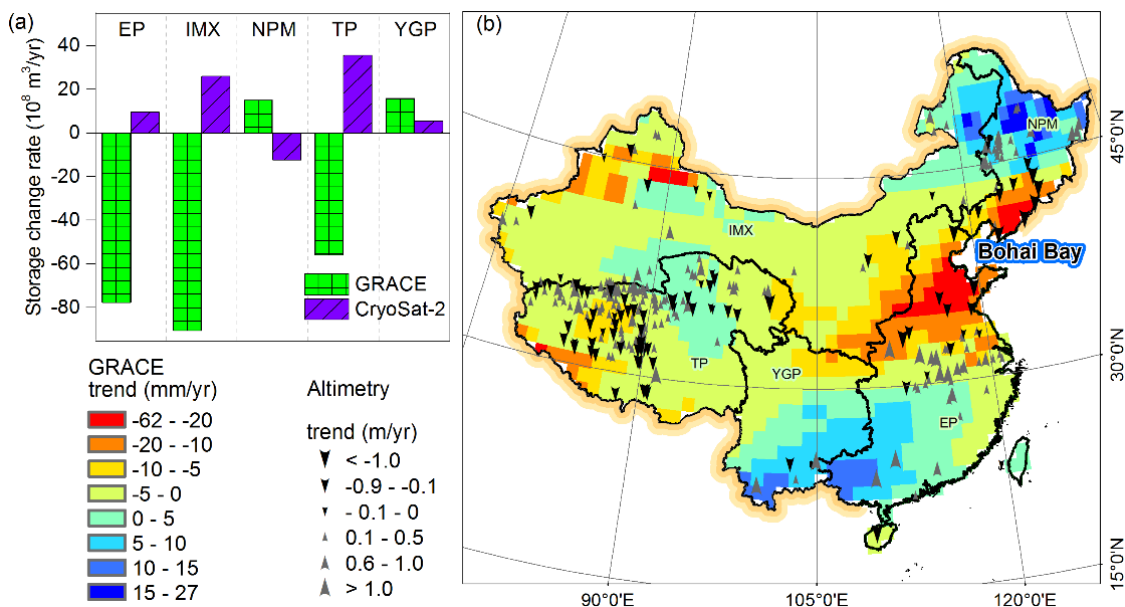 (a)
EP IMX NPM TP YGP
Storage change rate (10⁸ m³/yr)
40
20
0
-20
-40
-60
-80
GRACE
CryoSat-2
GRACE
trend (mm/yr)
-62 - -20
-20 - -10
-10 - -5
-5 - 0
0 - 5
5 - 10
10 - 15
15 - 27
Altimetry
trend (m/yr)
< -1.0
-0.9 - -0.1
- 0.1 - 0
0.1 - 0.5
0.6 - 1.0
> 1.0
(b)
NPM
IMX
Bohai Bay
TP
YGP
EP
45°0'N
30°0'N
15°0'N
90°0'E
105°0'E
120°0'E